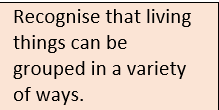 Recognise that living
things can be
grouped in a variety
of ways.